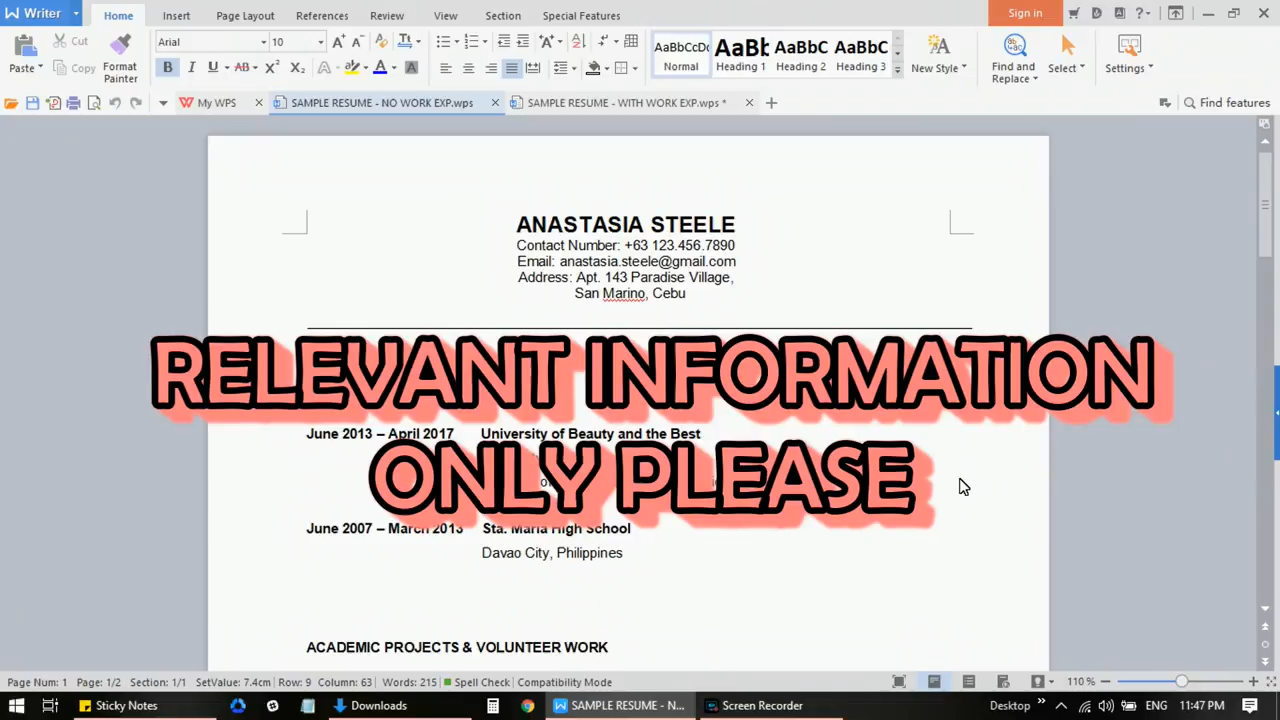 Writer
Home Insert Page Layout References Review View Section Special Features
Sign in
Cut
Paste Copy Format Painter
Arial 10
AaBbCcDd Normal
AaBb Heading 1
AaBbC Heading 2
AaBbC Heading 3
New Style Find and Replace Select Settings
My WPS SAMPLE RESUME - NO WORK EXP.wps SAMPLE RESUME - WITH WORK EXP.wps * Find features
ANASTASIA STEELE
Contact Number: +63 123.456.7890
Email: anastasia.steele@gmail.com
Address: Apt. 143 Paradise Village,
San Marino, Cebu
RELEVANT INFORMATION
June 2013 – April 2017 University of Beauty and the Best
ONLY PLEASE
June 2007 – March 2013 Sta. Maria High School
Davao City, Philippines
ACADEMIC PROJECTS & VOLUNTEER WORK
Page Num: 1 Page: 1/2 Section: 1/1 SetValue: 7.4cm Row: 9 Column: 63 Words: 215 Spell Check Compatibility Mode 110 %
Sticky Notes Downloads SAMPLE RESUME - N... Screen Recorder Desktop ENG 11:47 PM